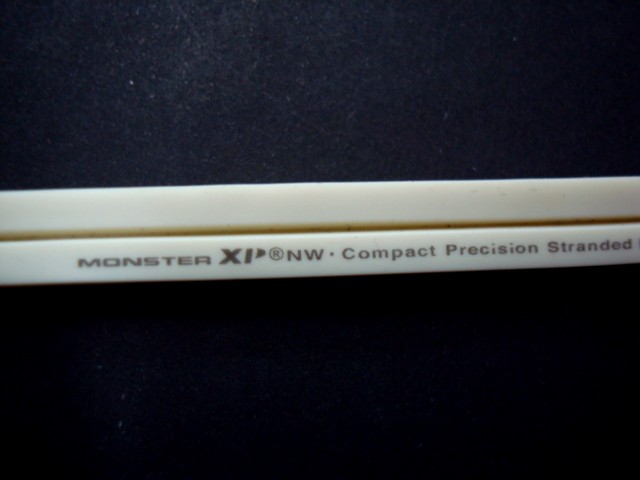 MONSTER XP®NW · Compact Precision Stranded